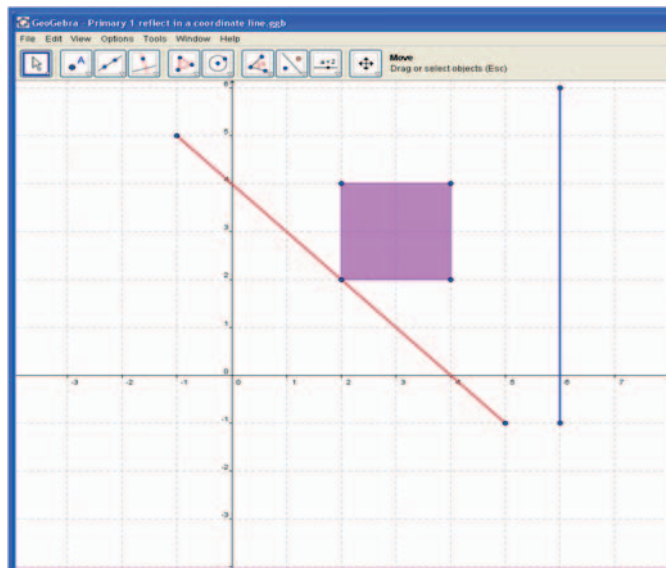 GeoGebra - Primary 1 reflect in a coordinate line.ggb
File Edit View Options Tools Window Help
A
a=2
Move
Drag or select objects (Esc)
6
5
4
3
2
1
0
-3 -2 -1 0 1 2 3 4 5 6 7
-1
-2
-3